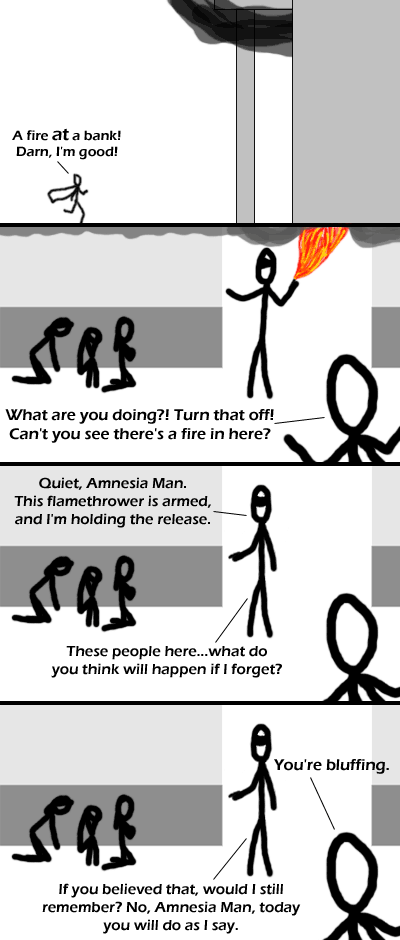 A fire at a bank!
Darn, I'm good!
What are you doing?! Turn that off!
Can't you see there's a fire in here?
Quiet, Amnesia Man.
This flamethrower is armed,
and I'm holding the release.
These people here...what do
you think will happen if I forget?
You're bluffing.
If you believed that, would I still
remember? No, Amnesia Man, today
you will do as I say.